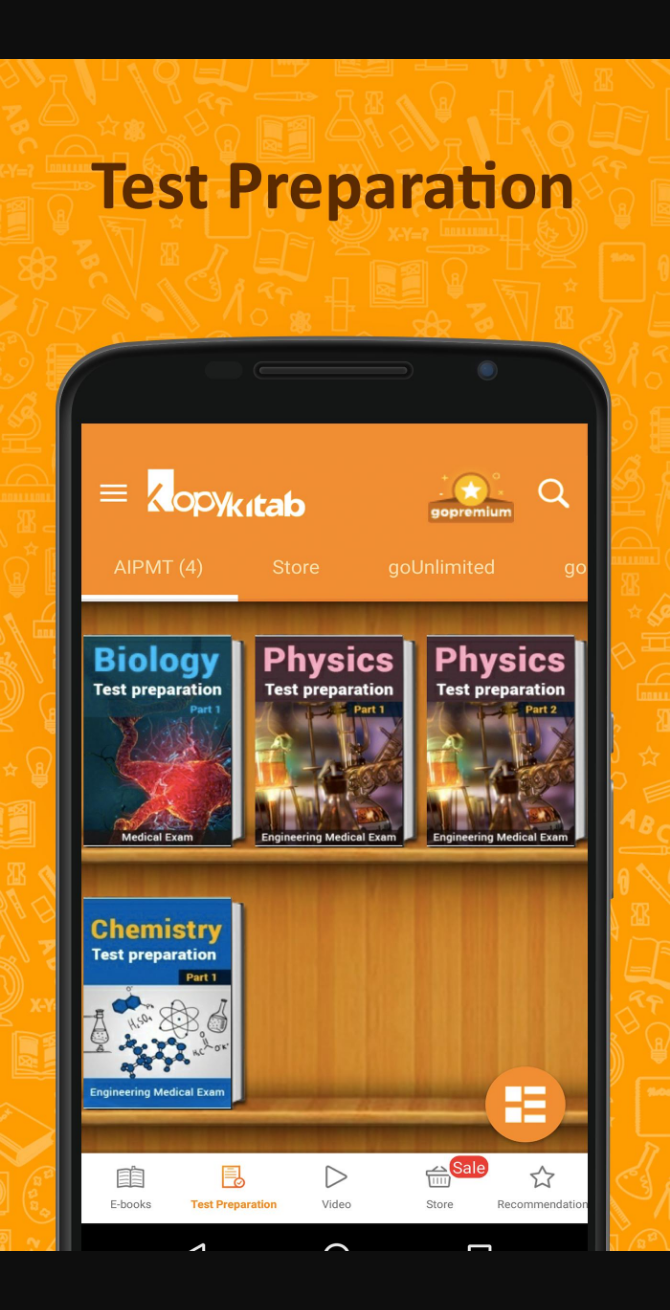 Test Preparation
Kopykitab
gopremium
AIPMT (4)
Store
goUnlimited
go
Biology
Test preparation
Part 1
Medical Exam
Physics
Test preparation
Part 1
Engineering Medical Exam
Physics
Test preparation
Part 2
Engineering Medical Exam
Chemistry
Test preparation
Part 1
H₂SO₄
Engineering Medical Exam
E-books
Test Preparation
Video
Sale
Store
Recommendation